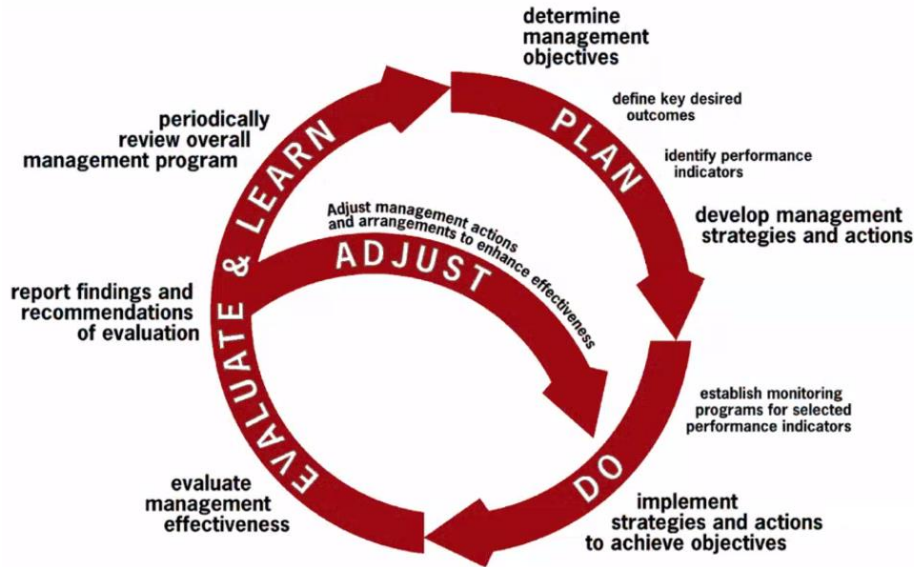 determine
management
objectives
define key desired
outcomes
PLAN
identify performance
indicators
develop management
strategies and actions
establish monitoring
programs for selected
performance indicators
DO
implement
strategies and actions
to achieve objectives
evaluate
management
effectiveness
EVALUATE & LEARN
report findings and
recommendations
of evaluation
periodically
review overall
management program
Adjust management actions
and arrangements to enhance effectiveness
ADJUST